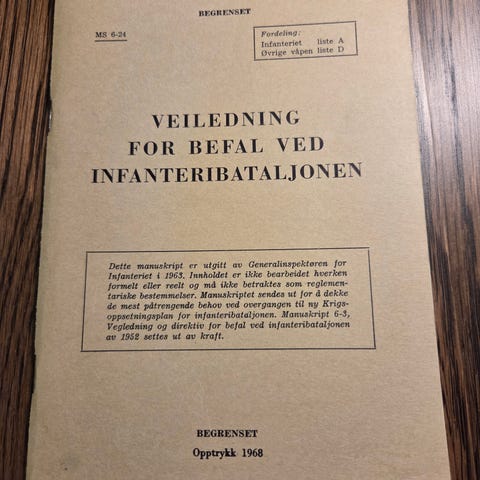 BEGRENSET
MS 6-24
Fordeling:
Infanteriet liste A
Øvrige våpen liste D
VEILEDNING
FOR BEFAL VED
INFANTERIBATALJONEN
Dette manuskript er utgitt av Generalinspektøren for
Infanteriet i 1963. Innholdet er ikke bearbeidet hverken
formelt eller reelt og må ikke betraktes som reglemen-
tariske bestemmelser. Manuskriptet sendes ut for å dekke
de mest påtrengende behov ved overgangen til ny Krigs-
oppsetningsplan for infanteribataljonen. Manuskript 6-3,
Vegledning og direktiv for befal ved infanteribataljonen
av 1952 settes ut av kraft.
BEGRENSET
Opptrykk 1968